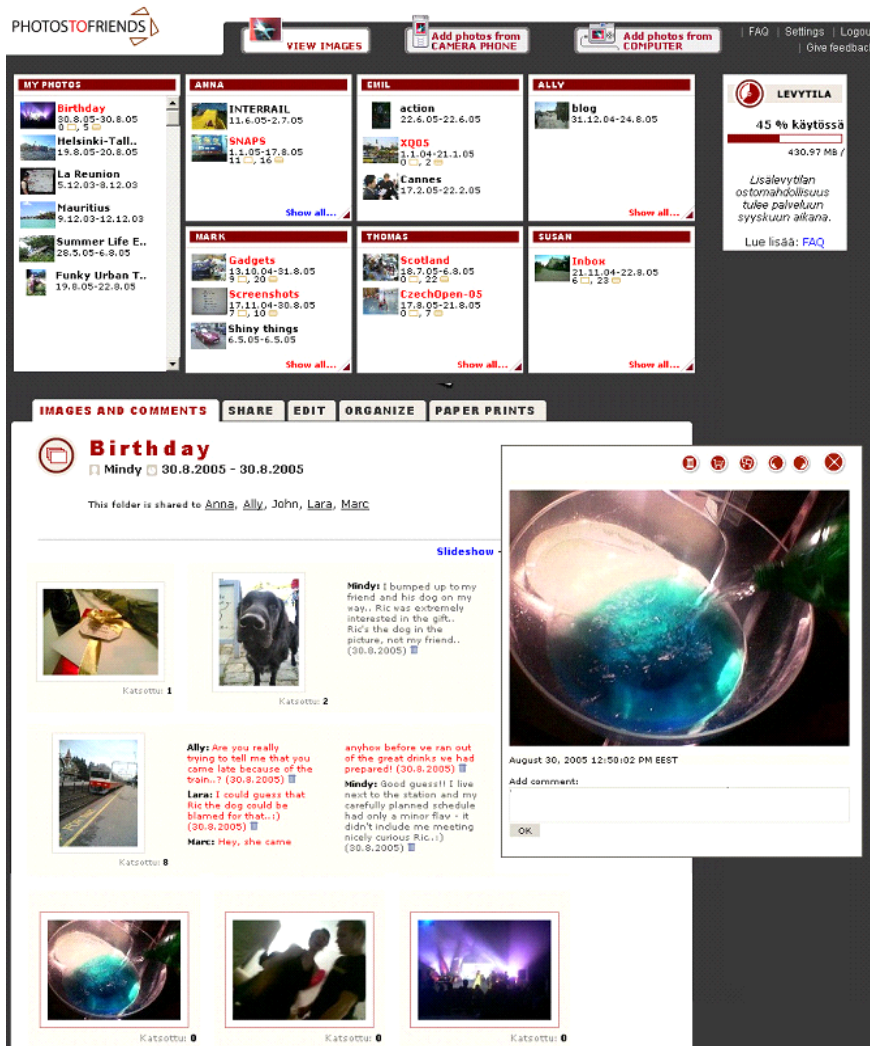 PHOTOSTOFRIENDS
VIEW IMAGES
Add photos from
CAMERA PHONE
Add photos from
COMPUTER
| FAQ | Settings | Logou
| Give feedback
MY PHOTOS
Birthday
30.8.05-30.8.05
0, 5
Helsinki-Tall..
19.8.05-20.8.05
La Reunion
5.12.03-8.12.03
Mauritius
9.12.03-12.12.03
Summer Life E..
28.5.05-6.8.05
Funky Urban T..
19.8.05-22.8.05
ANNA
INTERRAIL
11.6.05-2.7.05
SNAPS
1.1.05-17.8.05
11, 16
Show all...
EMIL
action
22.6.05-22.6.05
XQ05
1.1.04-21.1.05
0, 2
Cannes
17.2.05-22.2.05
ALLY
blog
31.12.04-24.8.05
Show all...
MARK
Gadgets
13.10.04-31.8.05
9, 20
Screenshots
17.11.04-30.8.05
7, 10
Shiny things
6.5.05-6.5.05
Show all...
THOMAS
Scotland
18.7.05-6.8.05
0, 22
CzechOpen-05
17.8.05-21.8.05
0, 7
Show all...
SUSAN
Inbox
21.11.04-22.8.05
6, 23
Show all...
LEVYTILA
45 % käytössä
430.97 MB /
Lisälevytilan
ostomahdollisuus
tulee palveluun
syyskuun aikana.
Lue lisää: FAQ
IMAGES AND COMMENTS
SHARE
EDIT
ORGANIZE
PAPER PRINTS
Birthday
Mindy 30.8.2005 - 30.8.2005
This folder is shared to Anna, Ally, John, Lara, Marc
Slideshow -
Katsottu: 1
Katsottu: 2
Mindy: I bumped up to my
friend and his dog on my
way.. Ric was extremely
interested in the gift..
Ric's the dog in the
picture, not my friend..
(30.8.2005)
Katsottu: 8
Ally: Are you really
trying to tell me that you
came late because of the
train..? (30.8.2005)
Lara: I could guess that
Ric the dog could be
blamed for that..:)
(30.8.2005)
Marc: Hey, she came
anyhow before we ran out
of the great drinks we had
prepared! (30.8.2005)
Mindy: Good guess!! I live
next to the station and my
carefully planned schedule
had only a minor flaw - it
didn't include me meeting
nicely curious Ric..:)
(30.8.2005)
August 30, 2005 12:50:02 PM EEST
Add comment:
OK
Katsottu: 0
Katsottu: 0
Katsottu: 0